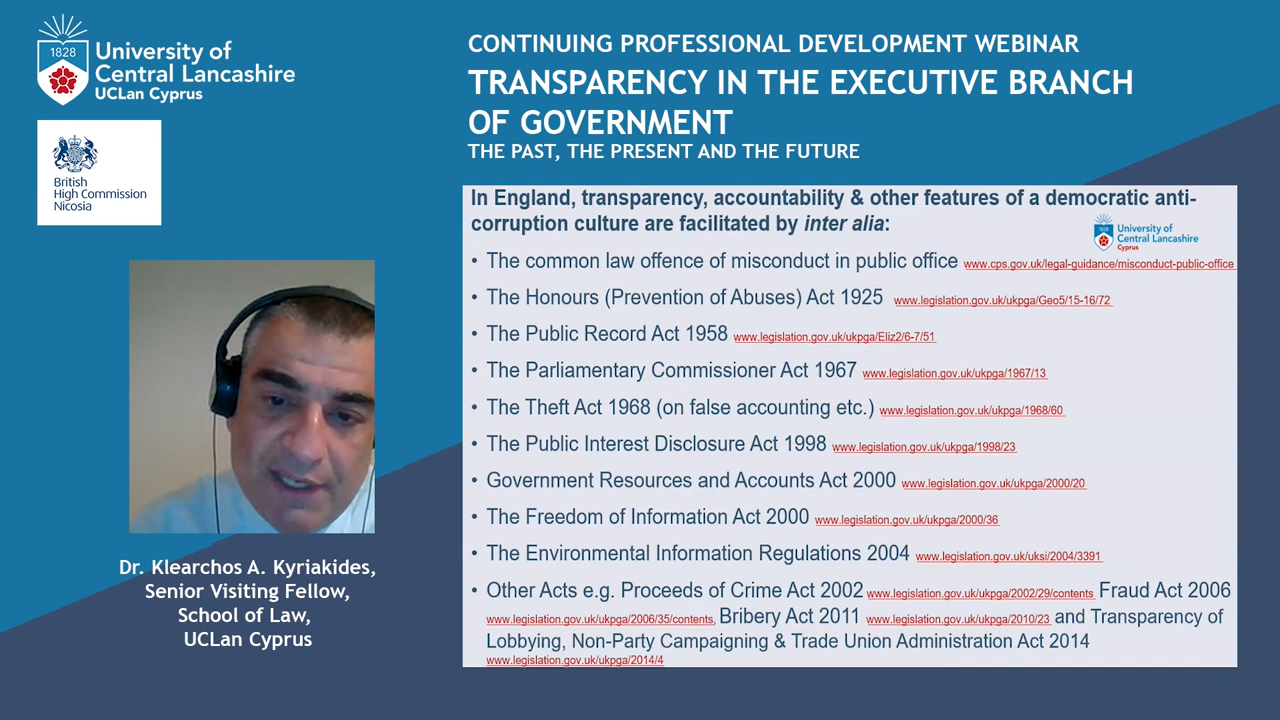 1828
University of
Central Lancashire
UCLan Cyprus
British
High Commission
Nicosia
CONTINUING PROFESSIONAL DEVELOPMENT WEBINAR
TRANSPARENCY IN THE EXECUTIVE BRANCH
OF GOVERNMENT
THE PAST, THE PRESENT AND THE FUTURE
In England, transparency, accountability & other features of a democratic anti-
corruption culture are facilitated by inter alia:
1828
University of
Central Lancashire
Cyprus
• The common law offence of misconduct in public office www.cps.gov.uk/legal-guidance/misconduct-public-office
• The Honours (Prevention of Abuses) Act 1925 www.legislation.gov.uk/ukpga/Geo5/15-16/72
• The Public Record Act 1958 www.legislation.gov.uk/ukpga/Eliz2/6-7/51
• The Parliamentary Commissioner Act 1967 www.legislation.gov.uk/ukpga/1967/13
• The Theft Act 1968 (on false accounting etc.) www.legislation.gov.uk/ukpga/1968/60
• The Public Interest Disclosure Act 1998 www.legislation.gov.uk/ukpga/1998/23
• Government Resources and Accounts Act 2000 www.legislation.gov.uk/ukpga/2000/20
• The Freedom of Information Act 2000 www.legislation.gov.uk/ukpga/2000/36
• The Environmental Information Regulations 2004 www.legislation.gov.uk/uksi/2004/3391
• Other Acts e.g. Proceeds of Crime Act 2002 www.legislation.gov.uk/ukpga/2002/29/contents Fraud Act 2006
www.legislation.gov.uk/ukpga/2006/35/contents, Bribery Act 2011 www.legislation.gov.uk/ukpga/2010/23 and Transparency of
Lobbying, Non-Party Campaigning & Trade Union Administration Act 2014
www.legislation.gov.uk/ukpga/2014/4
Dr. Klearchos A. Kyriakides,
Senior Visiting Fellow,
School of Law,
UCLan Cyprus